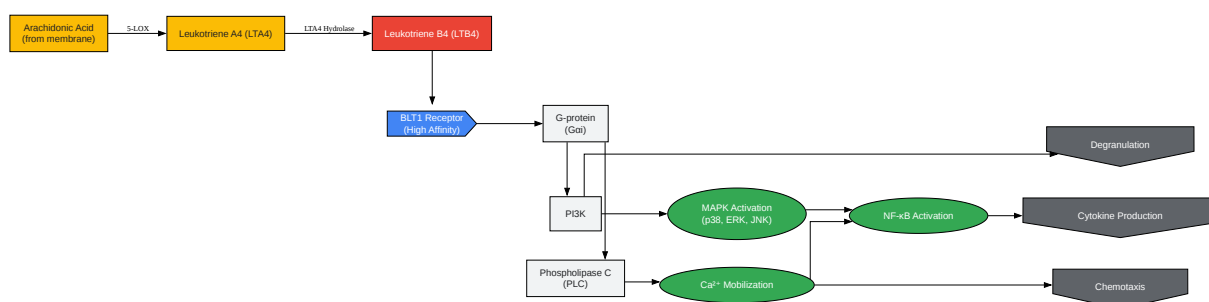 Arachidonic Acid
(from membrane)
5-LOX
Leukotriene A4 (LTA4)
LTA4 Hydrolase
Leukotriene B4 (LTB4)
BLT1 Receptor
(High Affinity)
G-protein
(Gαi)
Degranulation
PI3K
MAPK Activation
(p38, ERK, JNK)
NF-κB Activation
Cytokine Production
Phospholipase C
(PLC)
Ca²⁺ Mobilization
Chemotaxis